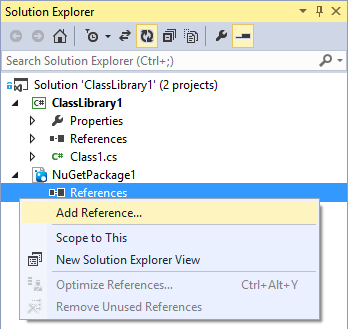 Solution Explorer
Search Solution Explorer (Ctrl+;)
Solution 'ClassLibrary1' (2 projects)
C# ClassLibrary1
Properties
References
C# Class1.cs
NuGetPackage1
References
Add Reference...
Scope to This
New Solution Explorer View
Optimize References... Ctrl+Alt+Y
Remove Unused References